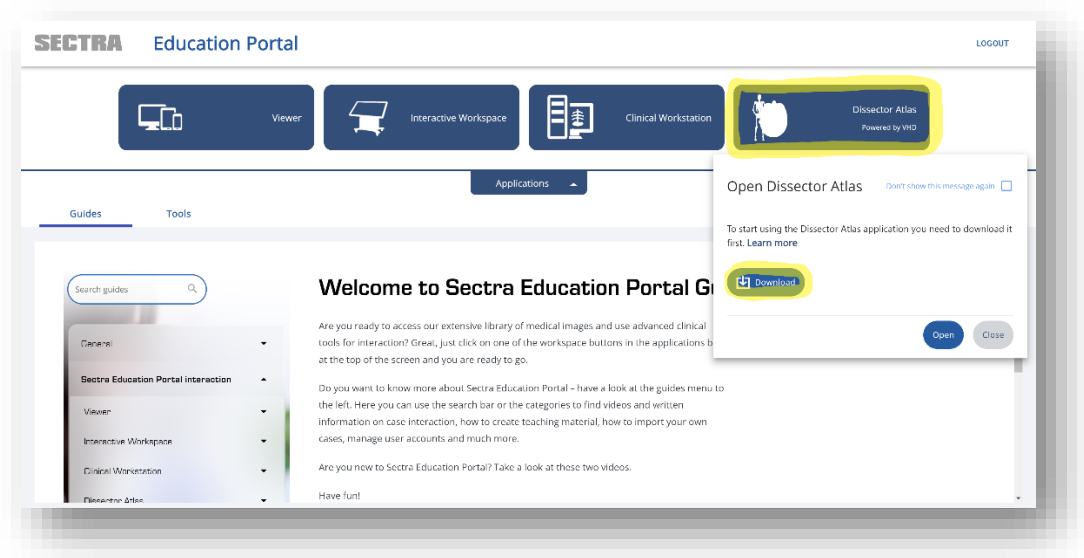 SECTRA Education Portal
LOGOUT
Viewer
Interactive Workspace
Clinical Workstation
Dissector Atlas
Powered by VHD
Applications
Guides Tools
Open Dissector Atlas
Don't show this message again
To start using the Dissector Atlas application you need to download it
first. Learn more
Download
Open Close
Search guides
General
Sectra Education Portal interaction
Viewer
Interactive Workspace
Clinical Workstation
Dissector Atlas
Welcome to Sectra Education Portal G
Are you ready to access our extensive library of medical images and use advanced clinical
tools for interaction? Great, just click on one of the workspace buttons in the applications b
at the top of the screen and you are ready to go.
Do you want to know more about Sectra Education Portal – have a look at the guides menu to
the left. Here you can use the search bar or the categories to find videos and written
information on case interaction, how to create teaching material, how to import your own
cases, manage user accounts and much more.
Are you new to Sectra Education Portal? Take a look at these two videos.
Have fun!